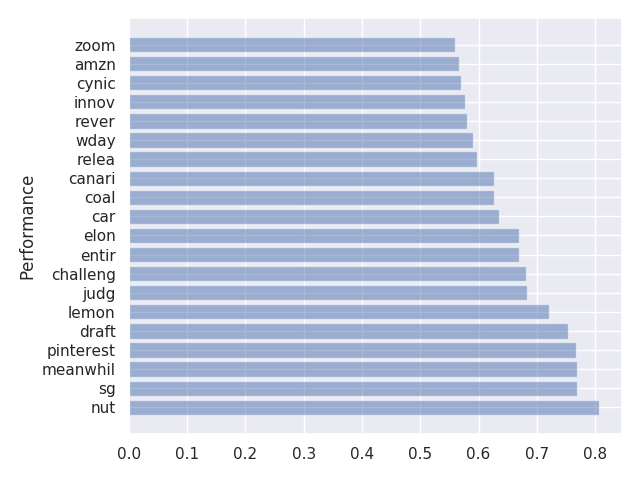 zoom
amzn
cynic
innov
rever
wday
relea
canari
coal
car
elon
entir
challeng
judg
lemon
draft
pinterest
meanwhil
sg
nut
Performance
0.0 0.1 0.2 0.3 0.4 0.5 0.6 0.7 0.8